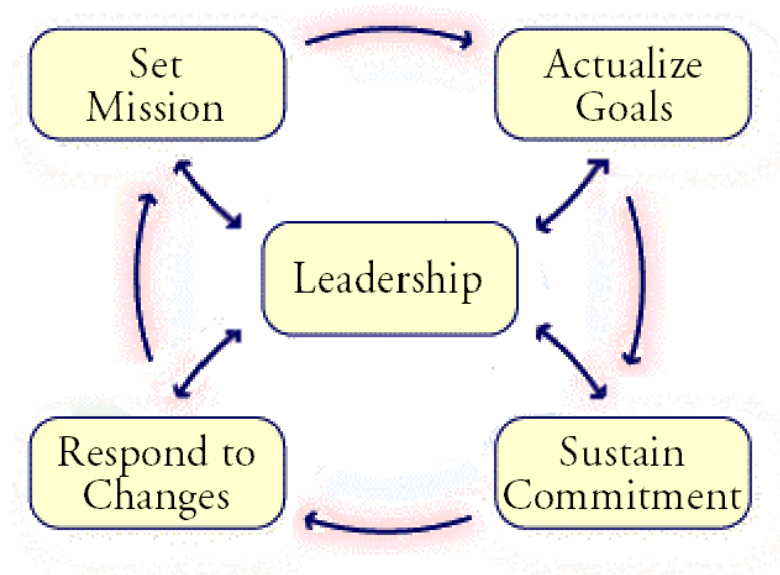 Set
Mission
Actualize
Goals
Leadership
Respond to
Changes
Sustain
Commitment